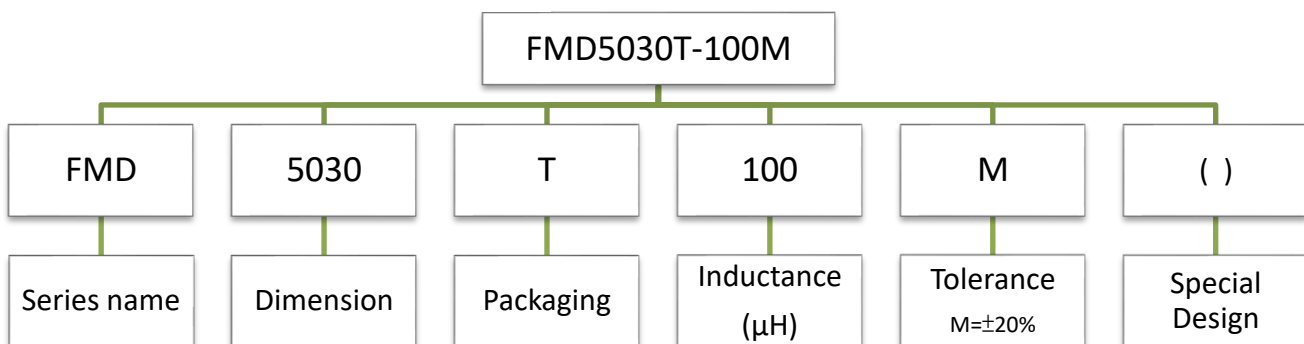 FMD5030T-100M
FMD
5030
T
100
M
( )
Series name
Dimension
Packaging
Inductance
(μH)
Tolerance
M=±20%
Special
Design